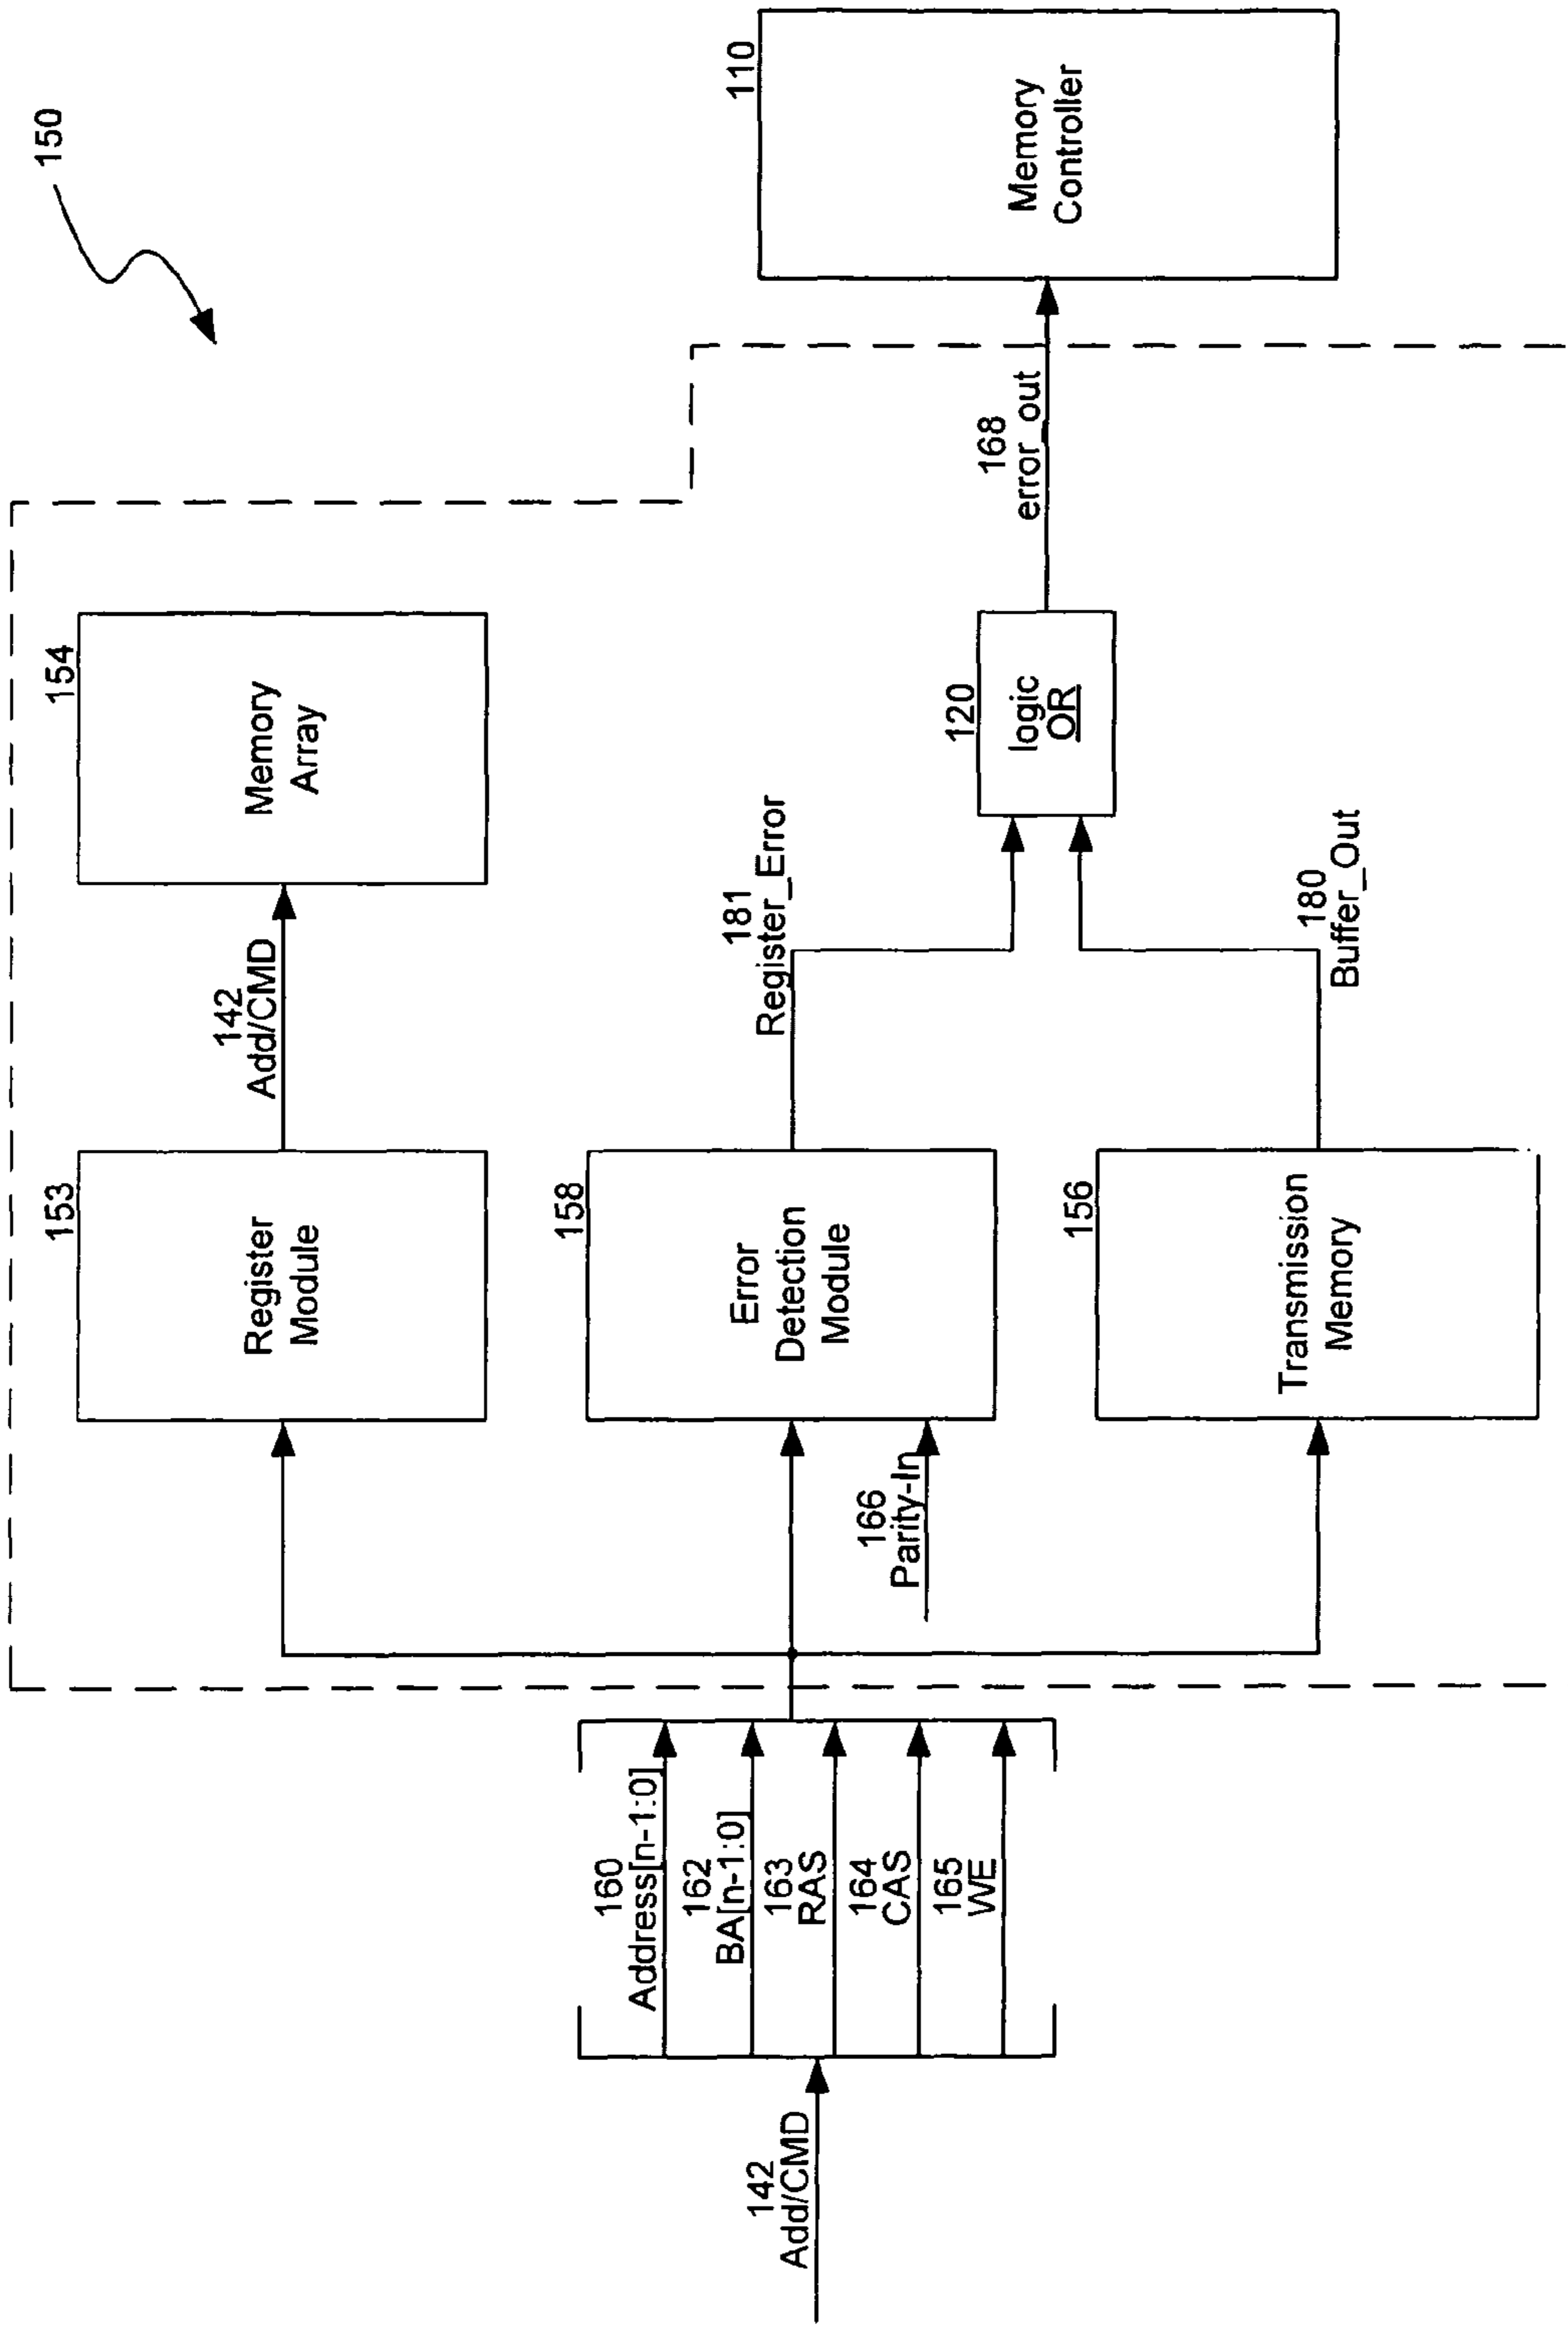 150
153
Register
Module
142
Add/CMD
154
Memory
Array
110
Memory
Controller
142
Add/CMD
160
Address[n-1:0]
162
BA[n-1:0]
163
RAS
164
CAS
165
WE
158
Error
Detection
Module
166
Parity-In
181
Register_Error
120
logic
OR
168
error_out
156
Transmission
Memory
180
Buffer_Out